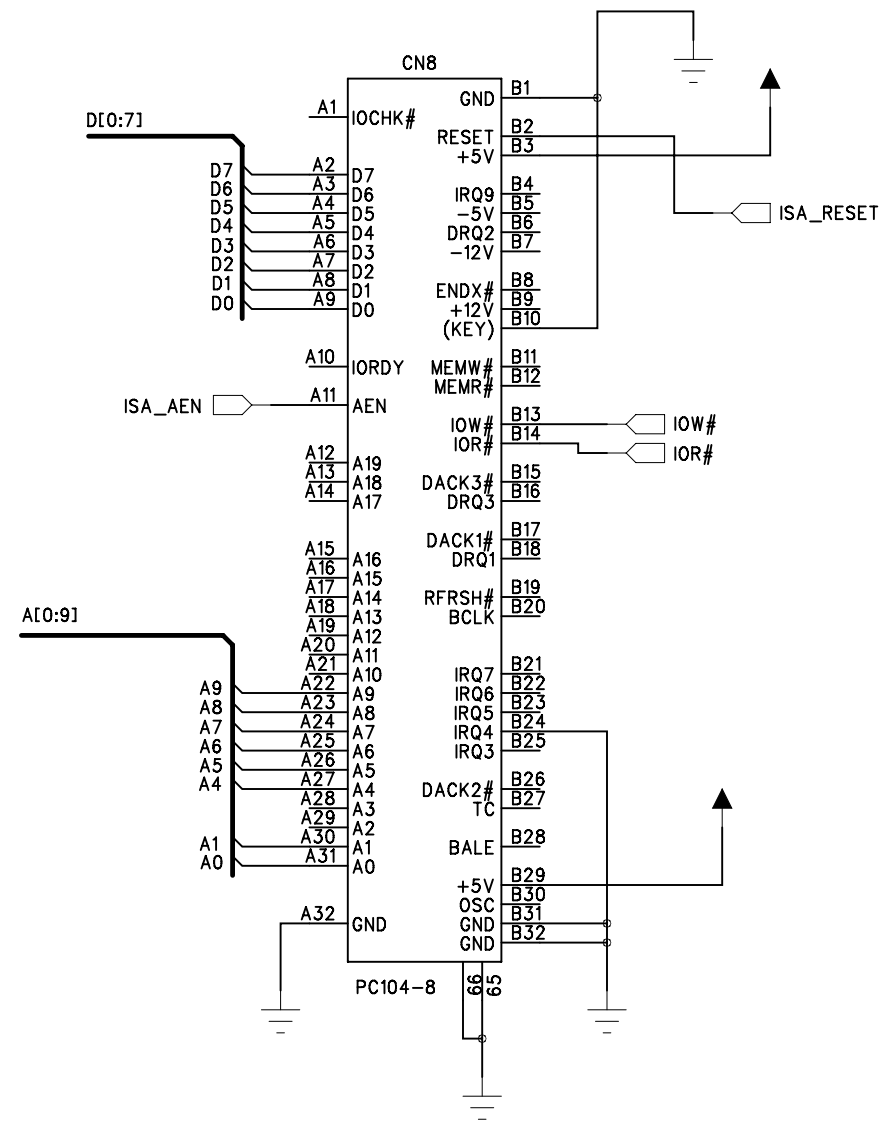 CN8
D[0:7]
A1 IOCHK# GND B1
RESET B2
+5V B3
D7 A2 D7
D6 A3 D6 IRQ9 B4
D5 A4 D5 -5V B5 ISA_RESET
D4 A5 D4 DRQ2 B6
D3 A6 D3 -12V B7
D2 A7 D2
D1 A8 D1 ENDX# B8
D0 A9 D0 +12V B9
(KEY) B10
A10 IORDY MEMW# B11
MEMR# B12
ISA_AEN A11 AEN
IOW# B13 IOW#
IOR# B14 IOR#
A12 A19
A13 A18 DACK3# B15
A14 A17 DRQ3 B16
DACK1# B17
A15 A16 DRQ1 B18
A16 A15
A17 A14 RFRSH# B19
A18 A13 BCLK B20
A[0:9]
A19 A12
A20 A11
A21 A10 IRQ7 B21
A9 A22 A9 IRQ6 B22
A8 A23 A8 IRQ5 B23
A7 A24 A7 IRQ4 B24
A6 A25 A6 IRQ3 B25
A5 A26 A5
A4 A27 A4 DACK2# B26
A28 A3 TC B27
A29 A2
A1 A30 A1 BALE B28
A0 A31 A0
+5V B29
OSC B30
A32 GND GND B31
GND B32
PC104-8 66 65